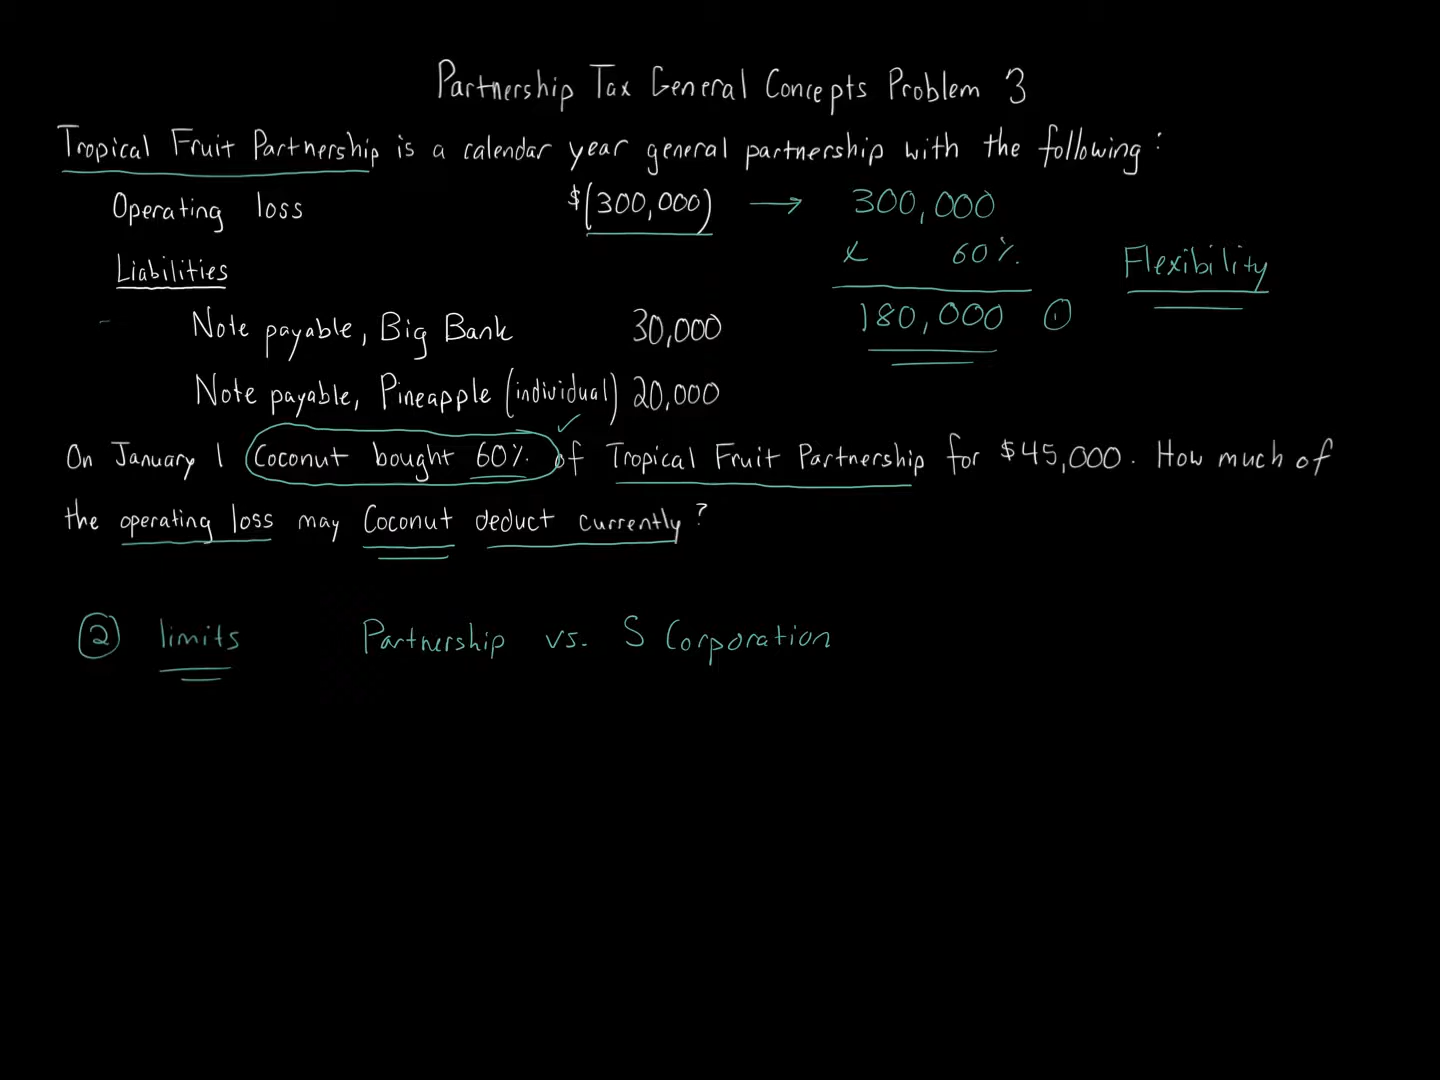 Partnership Tax General Concepts Problem 3
Tropical Fruit Partnership is a calendar year general partnership with the following:
Operating loss $(300,000) → 300,000
x 60%
Flexibility
Liabilities
180,000 ①
Note payable, Big Bank 30,000
Note payable, Pineapple (individual) 20,000
On January 1 Coconut bought 60% of Tropical Fruit Partnership for $45,000. How much of
the operating loss may Coconut deduct currently?
② limits Partnership vs. S Corporation